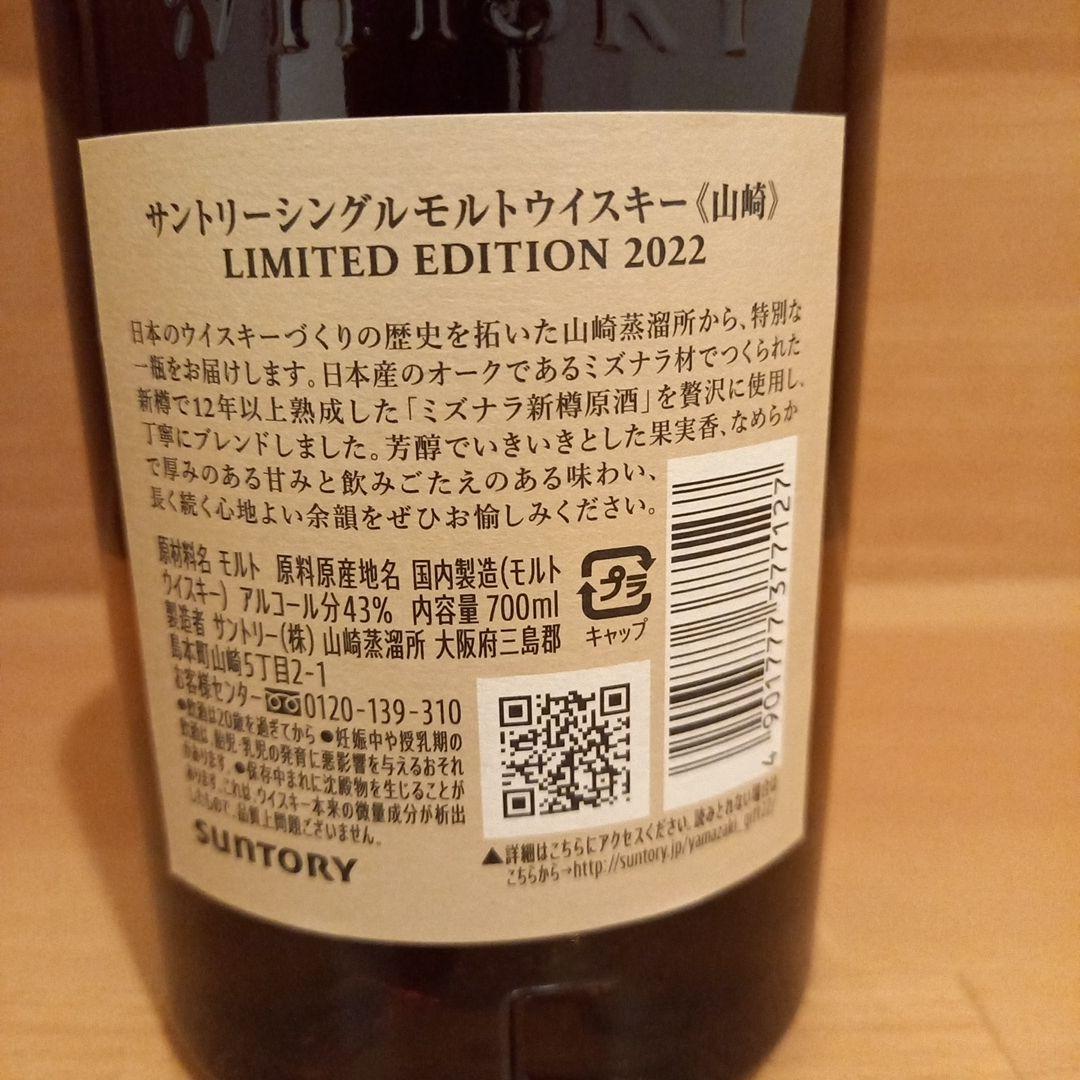 WHISKY
サントリーシングルモルトウイスキー《山崎》
LIMITED EDITION 2022
日本のウイスキーづくりの歴史を拓いた山崎蒸溜所から、特別な
一瓶をお届けします。日本産のオークであるミズナラ材でつくられた
新樽で12年以上熟成した「ミズナラ新樽原酒」を贅沢に使用し、
丁寧にブレンドしました。芳醇でいきいきとした果実香、なめらか
で厚みのある甘みと飲みごたえのある味わい、
長く続く心地よい余韻をぜひお愉しみください。
原材料名 モルト 原料原産地名 国内製造(モルト
ウイスキー) アルコール分43% 内容量 700ml
製造者 サントリー(株) 山崎蒸溜所 大阪府三島郡
島本町山崎5丁目2-1
お客様センター 0120-139-310
●飲酒は20歳を過ぎてから ●妊娠中や授乳期の
飲酒は、胎児・乳児の発育に悪影響を与えるおそれ
があります。 ●保存中まれに沈殿物を生じることが
あります。これは、ウイスキー本来の微量成分が析出
したもので、品質上問題ございません。
SUNTORY
プラ
キャップ
4 901777 377127
▲詳細はこちらにアクセスください。読みとれない場合は
こちらから→http://suntory.jp/yamazaki_gift22/